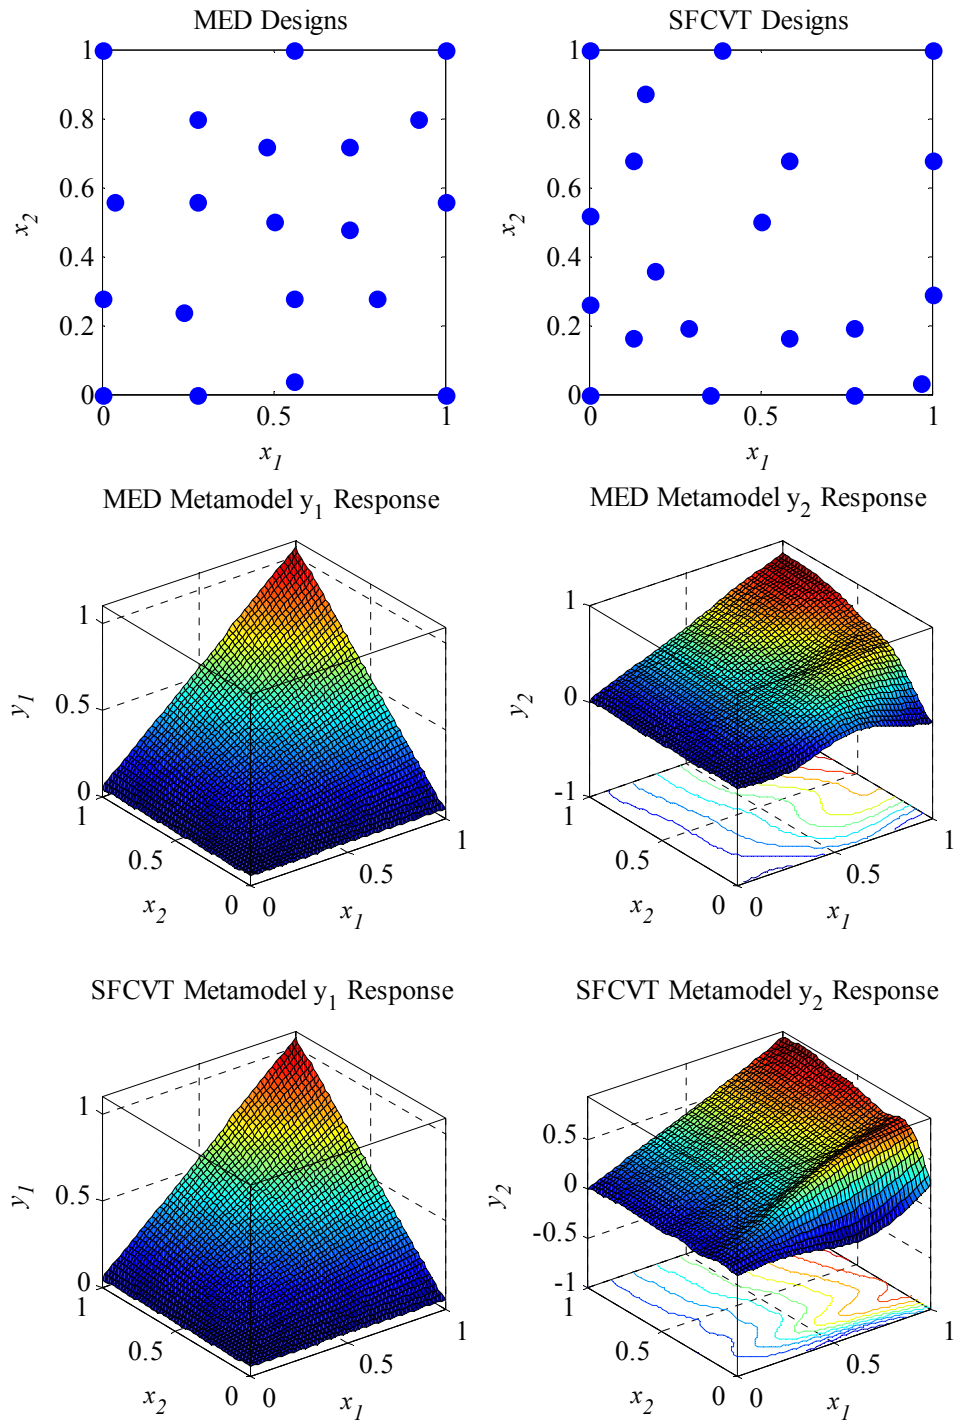 MED Designs
SFCVT Designs
1
0.8
0.6
0.4
0.2
0
x2
0
0.5
1
x1
1
0.8
0.6
0.4
0.2
0
x2
0
0.5
1
x1
MED Metamodel y1 Response
MED Metamodel y2 Response
1
0.5
0
y1
1
0.5
0
x2
0
0.5
1
x1
1
0
-1
y2
1
0.5
0
x2
0
0.5
1
x1
SFCVT Metamodel y1 Response
SFCVT Metamodel y2 Response
1
0.5
0
y1
1
0.5
0
x2
0
0.5
1
x1
0.5
0
-0.5
-1
y2
1
0.5
0
x2
0
0.5
1
x1